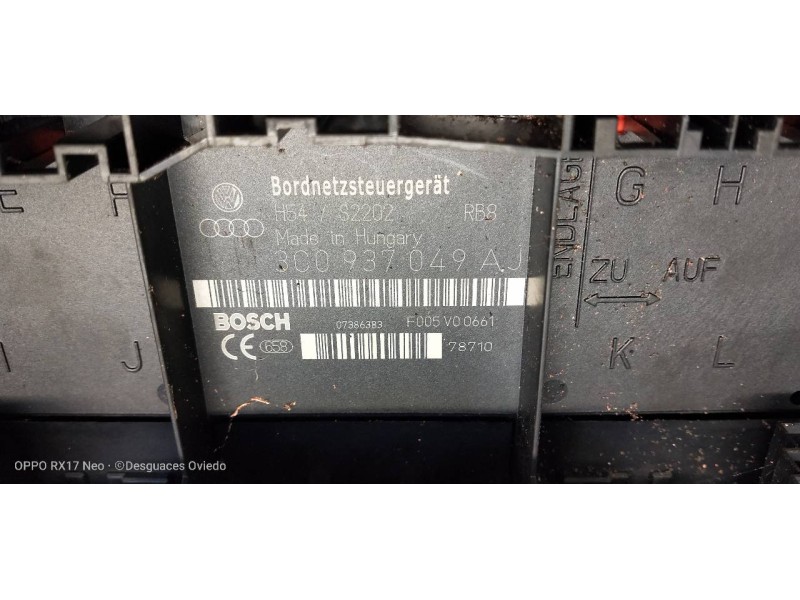 Bordnetzsteuergerät
H54 / S2202 RB8
Made in Hungary
3C0 937 049 AJ
BOSCH 07386383 F005 V0 0661
CE 658 78710
F
G H
ZU AUF
J
K L
OPPO RX17 Neo · ©Desguaces Oviedo